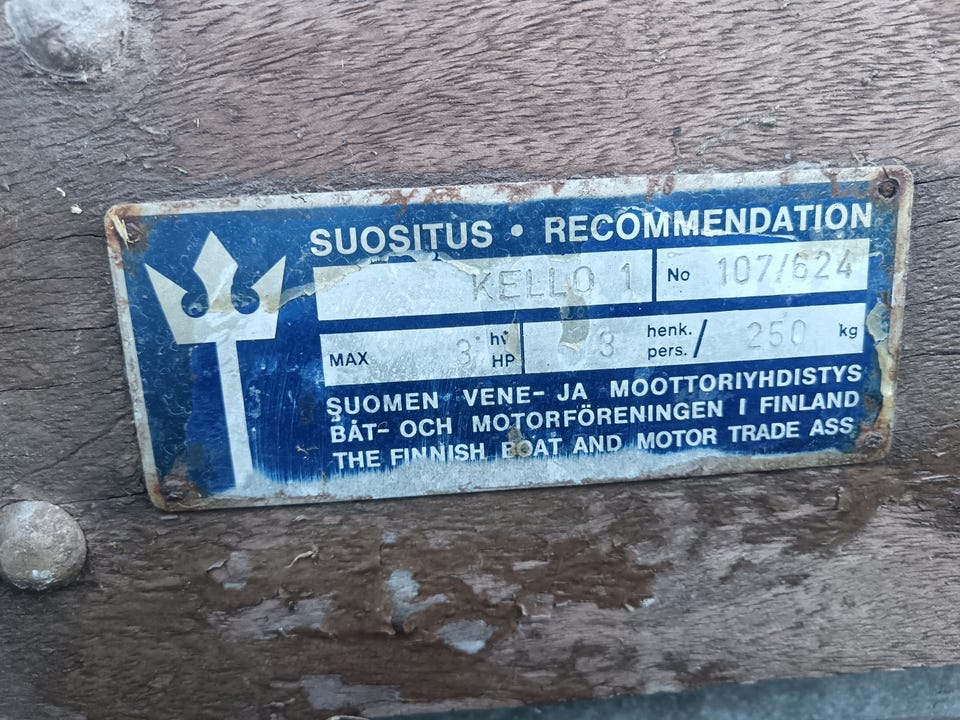 SUOSITUS • RECOMMENDATION
KELLO 1 No 107/624
MAX 3 hv HP 3 henk. pers. / 250 kg
SUOMEN VENE- JA MOOTTORIYHDISTYS
BÅT- OCH MOTORFÖRENINGEN I FINLAND
THE FINNISH BOAT AND MOTOR TRADE ASS